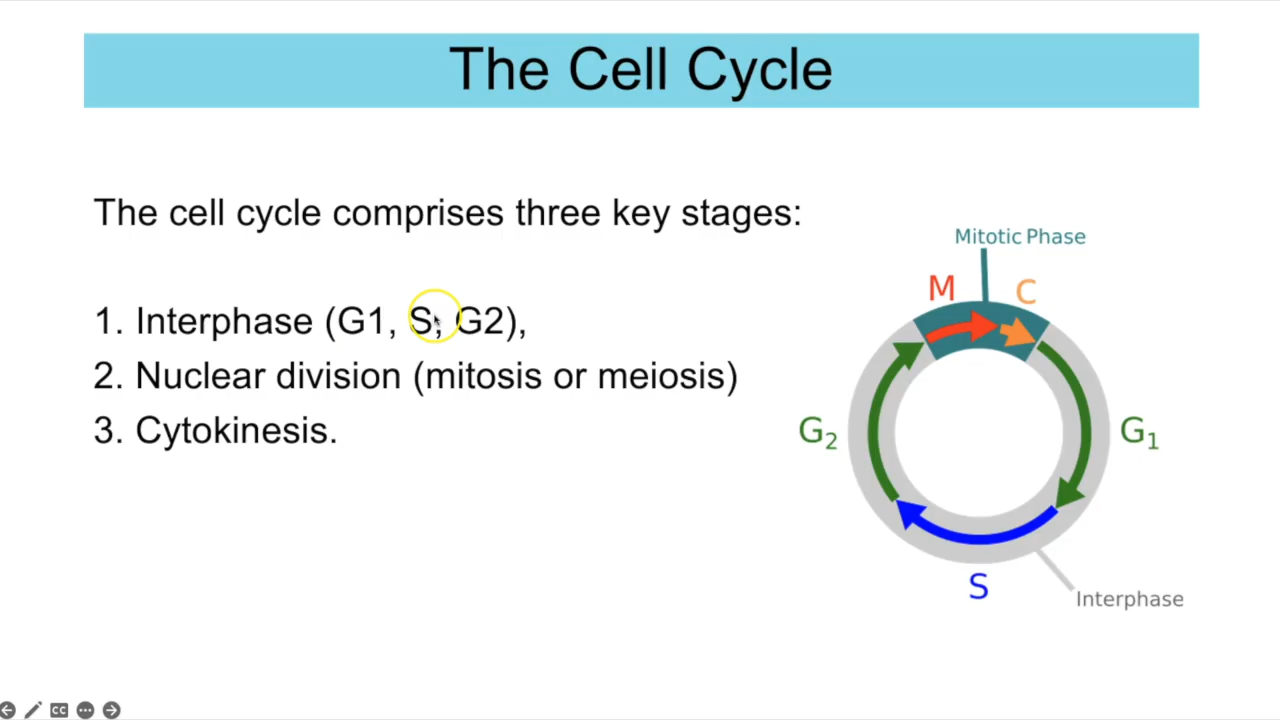 The Cell Cycle
The cell cycle comprises three key stages:
1. Interphase (G1, S, G2),
2. Nuclear division (mitosis or meiosis)
3. Cytokinesis.
Mitotic Phase
M
C
G₂
G₁
S
Interphase
CC